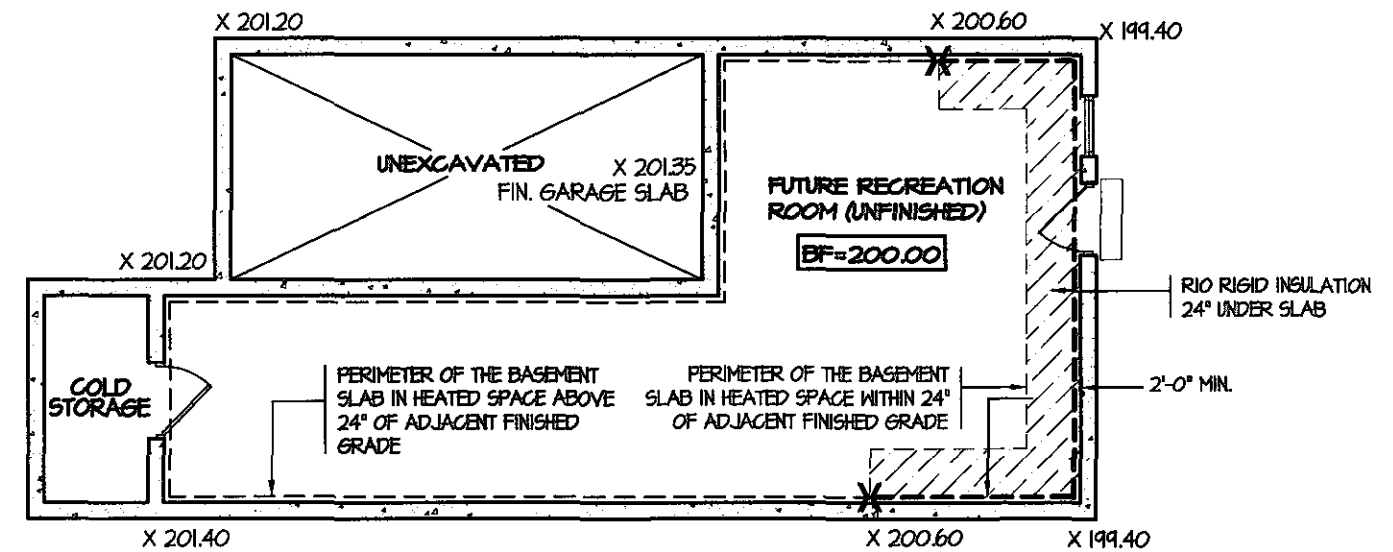 X 201.20
X 200.60
X 199.40
UNEXCAVATED
X 201.35
FIN. GARAGE SLAB
FUTURE RECREATION
ROOM (UNFINISHED)
BF=200.00
X 201.20
R10 RIGID INSULATION
24" UNDER SLAB
COLD
STORAGE
PERIMETER OF THE BASEMENT
SLAB IN HEATED SPACE ABOVE
24" OF ADJACENT FINISHED
GRADE
PERIMETER OF THE BASEMENT
SLAB IN HEATED SPACE WITHIN 24"
OF ADJACENT FINISHED GRADE
2'-0" MIN.
X 201.40
X 200.60
X 199.40